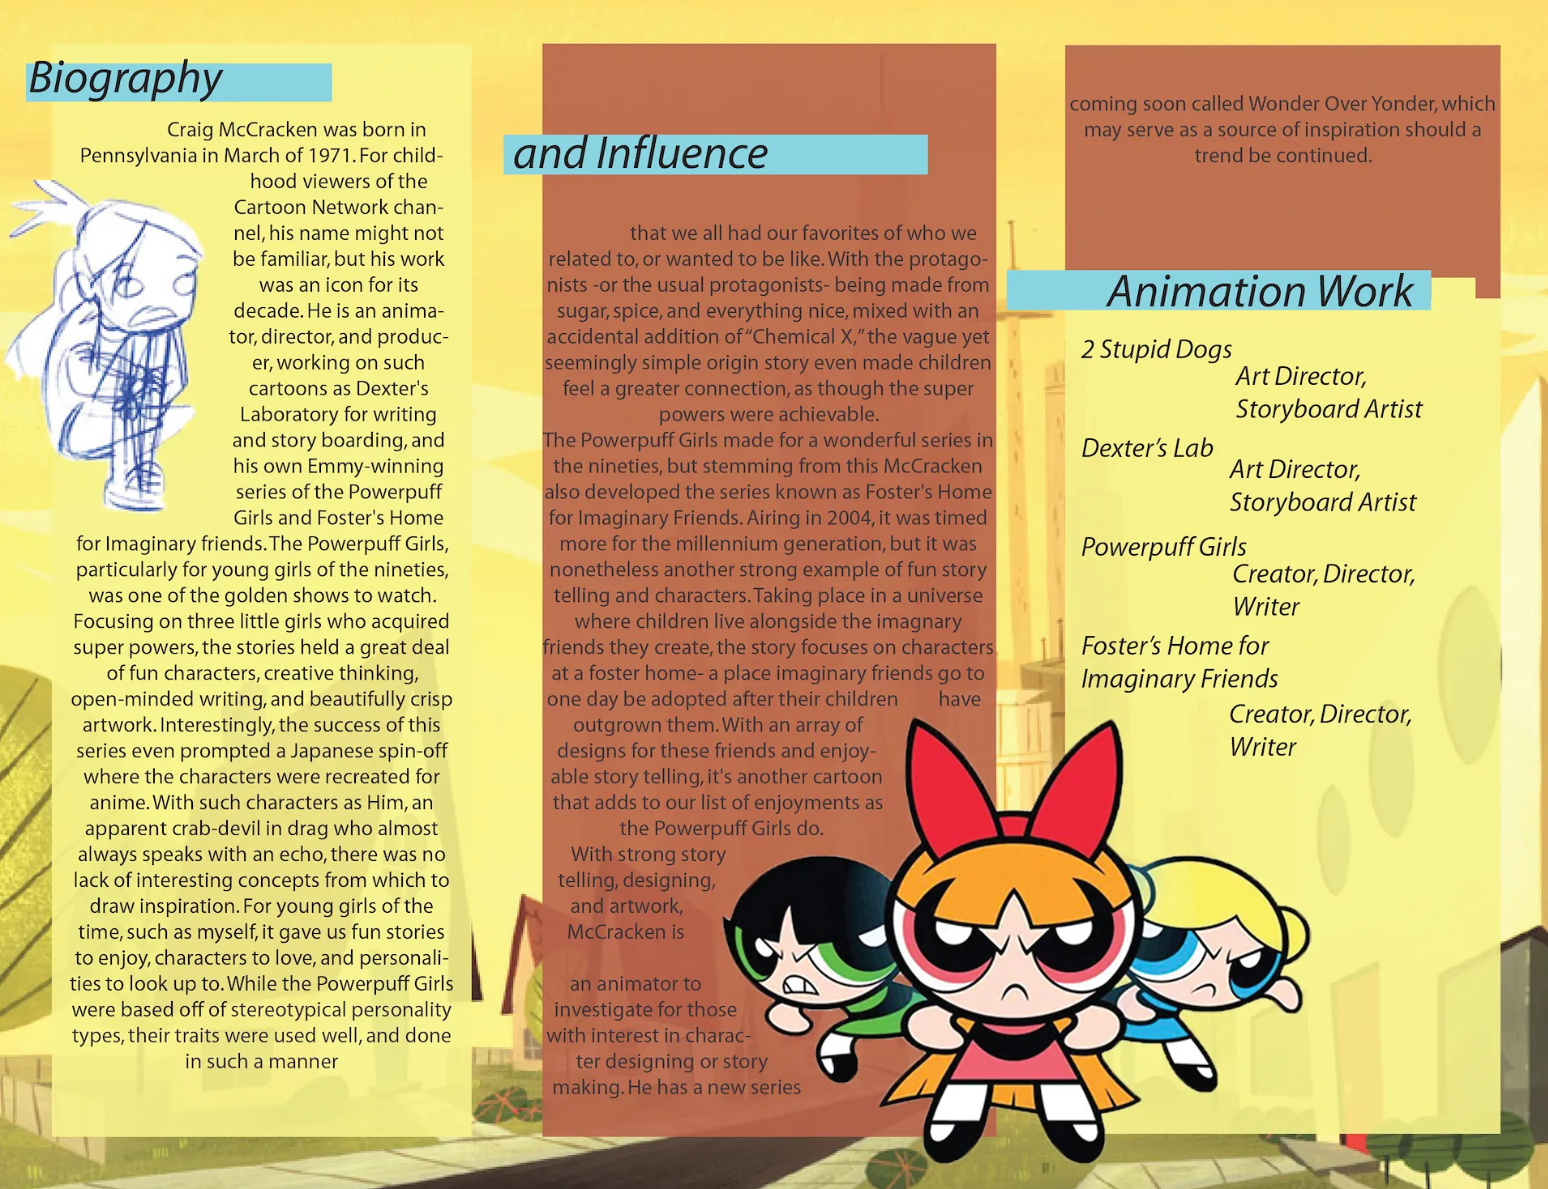 Biography
Craig McCracken was born in
Pennsylvania in March of 1971. For child-
hood viewers of the
Cartoon Network chan-
nel, his name might not
be familiar, but his work
was an icon for its
decade. He is an anima-
tor, director, and produc-
er, working on such
cartoons as Dexter's
Laboratory for writing
and story boarding, and
his own Emmy-winning
series of the Powerpuff
Girls and Foster's Home
for Imaginary friends. The Powerpuff Girls,
particularly for young girls of the nineties,
was one of the golden shows to watch.
Focusing on three little girls who acquired
super powers, the stories held a great deal
of fun characters, creative thinking,
open-minded writing, and beautifully crisp
artwork. Interestingly, the success of this
series even prompted a Japanese spin-off
where the characters were recreated for
anime. With such characters as Him, an
apparent crab-devil in drag who almost
always speaks with an echo, there was no
lack of interesting concepts from which to
draw inspiration. For young girls of the
time, such as myself, it gave us fun stories
to enjoy, characters to love, and personali-
ties to look up to. While the Powerpuff Girls
were based off of stereotypical personality
types, their traits were used well, and done
in such a manner
and Influence
that we all had our favorites of who we
related to, or wanted to be like. With the protago-
nists -or the usual protagonists- being made from
sugar, spice, and everything nice, mixed with an
accidental addition of “Chemical X,” the vague yet
seemingly simple origin story even made children
feel a greater connection, as though the super
powers were achievable.
The Powerpuff Girls made for a wonderful series in
the nineties, but stemming from this McCracken
also developed the series known as Foster's Home
for Imaginary Friends. Airing in 2004, it was timed
more for the millennium generation, but it was
nonetheless another strong example of fun story
telling and characters. Taking place in a universe
where children live alongside the imagnary
friends they create, the story focuses on characters
at a foster home- a place imaginary friends go to
one day be adopted after their children have
outgrown them. With an array of
designs for these friends and enjoy-
able story telling, it's another cartoon
that adds to our list of enjoyments as
the Powerpuff Girls do.
With strong story
telling, designing,
and artwork,
McCracken is
an animator to
investigate for those
with interest in charac-
ter designing or story
making. He has a new series
coming soon called Wonder Over Yonder, which
may serve as a source of inspiration should a
trend be continued.
Animation Work
2 Stupid Dogs
Art Director,
Storyboard Artist
Dexter’s Lab
Art Director,
Storyboard Artist
Powerpuff Girls
Creator, Director,
Writer
Foster’s Home for
Imaginary Friends
Creator, Director,
Writer